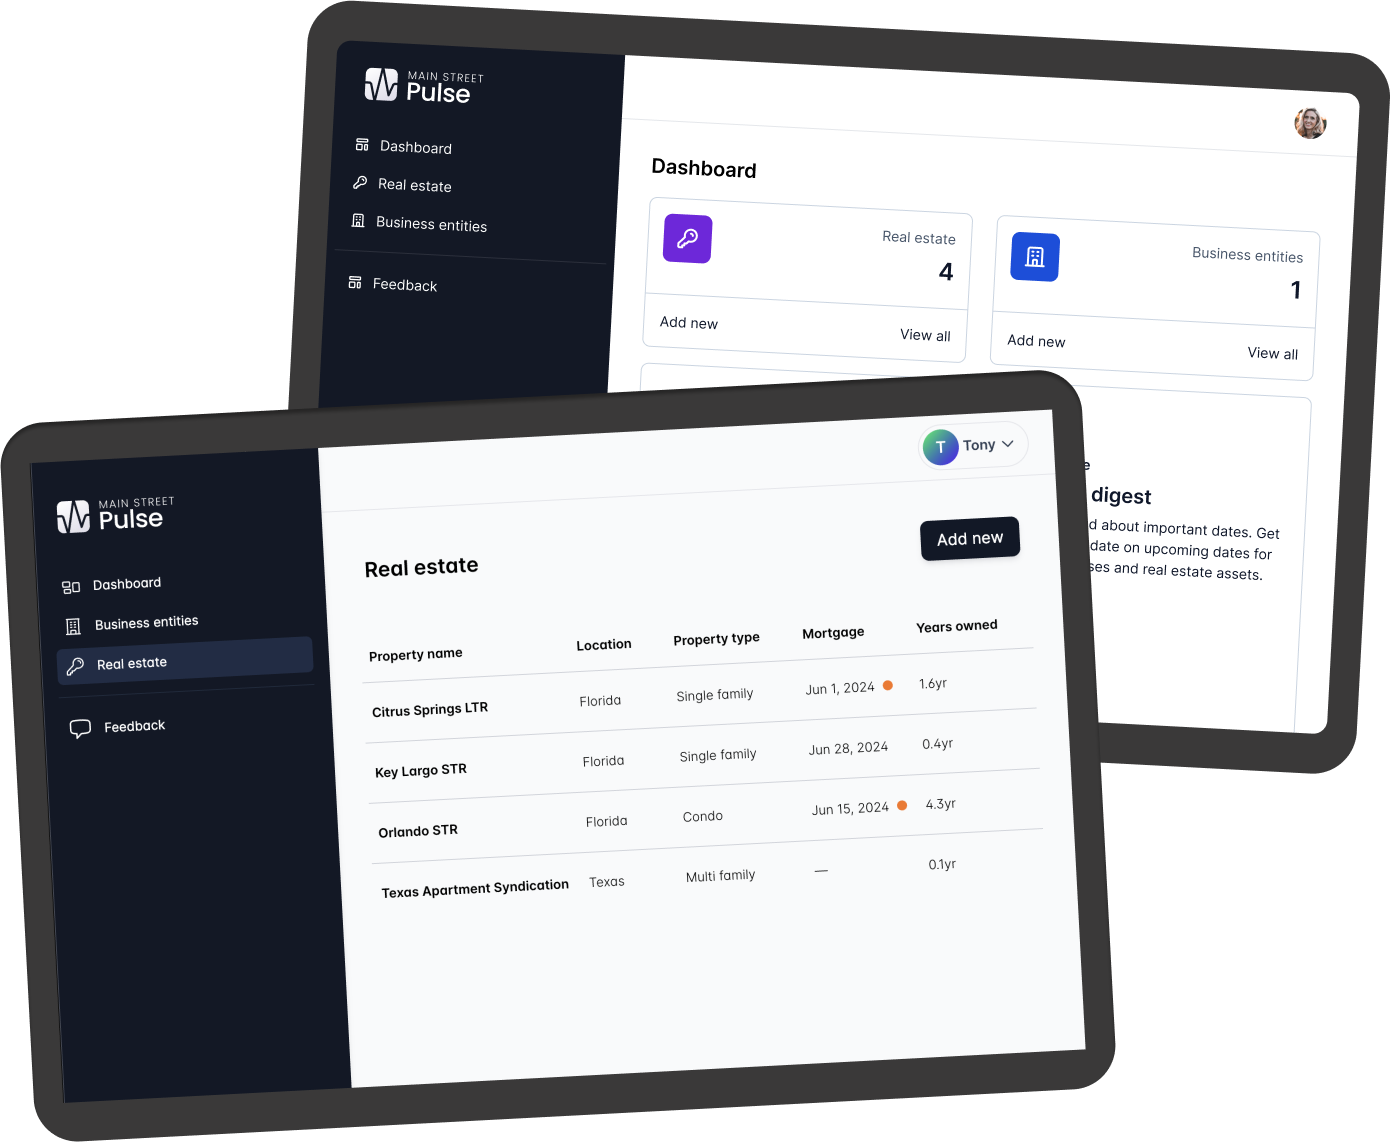 MAIN STREET
Pulse
Dashboard
Real estate
Business entities
Feedback
Dashboard
Real estate
4
Add new
View all
Business entities
1
Add new
View all
digest
about important dates. Get
on upcoming dates for
and real estate assets.
MAIN STREET
Pulse
Dashboard
Business entities
Real estate
Feedback
T
Tony
Real estate
Add new
Property name Location Property type Mortgage Years owned
Citrus Springs LTR Florida Single family Jun 1, 2024 1.6yr
Key Largo STR Florida Single family Jun 28, 2024 0.4yr
Orlando STR Florida Condo Jun 15, 2024 4.3yr
Texas Apartment Syndication Texas Multi family — 0.1yr